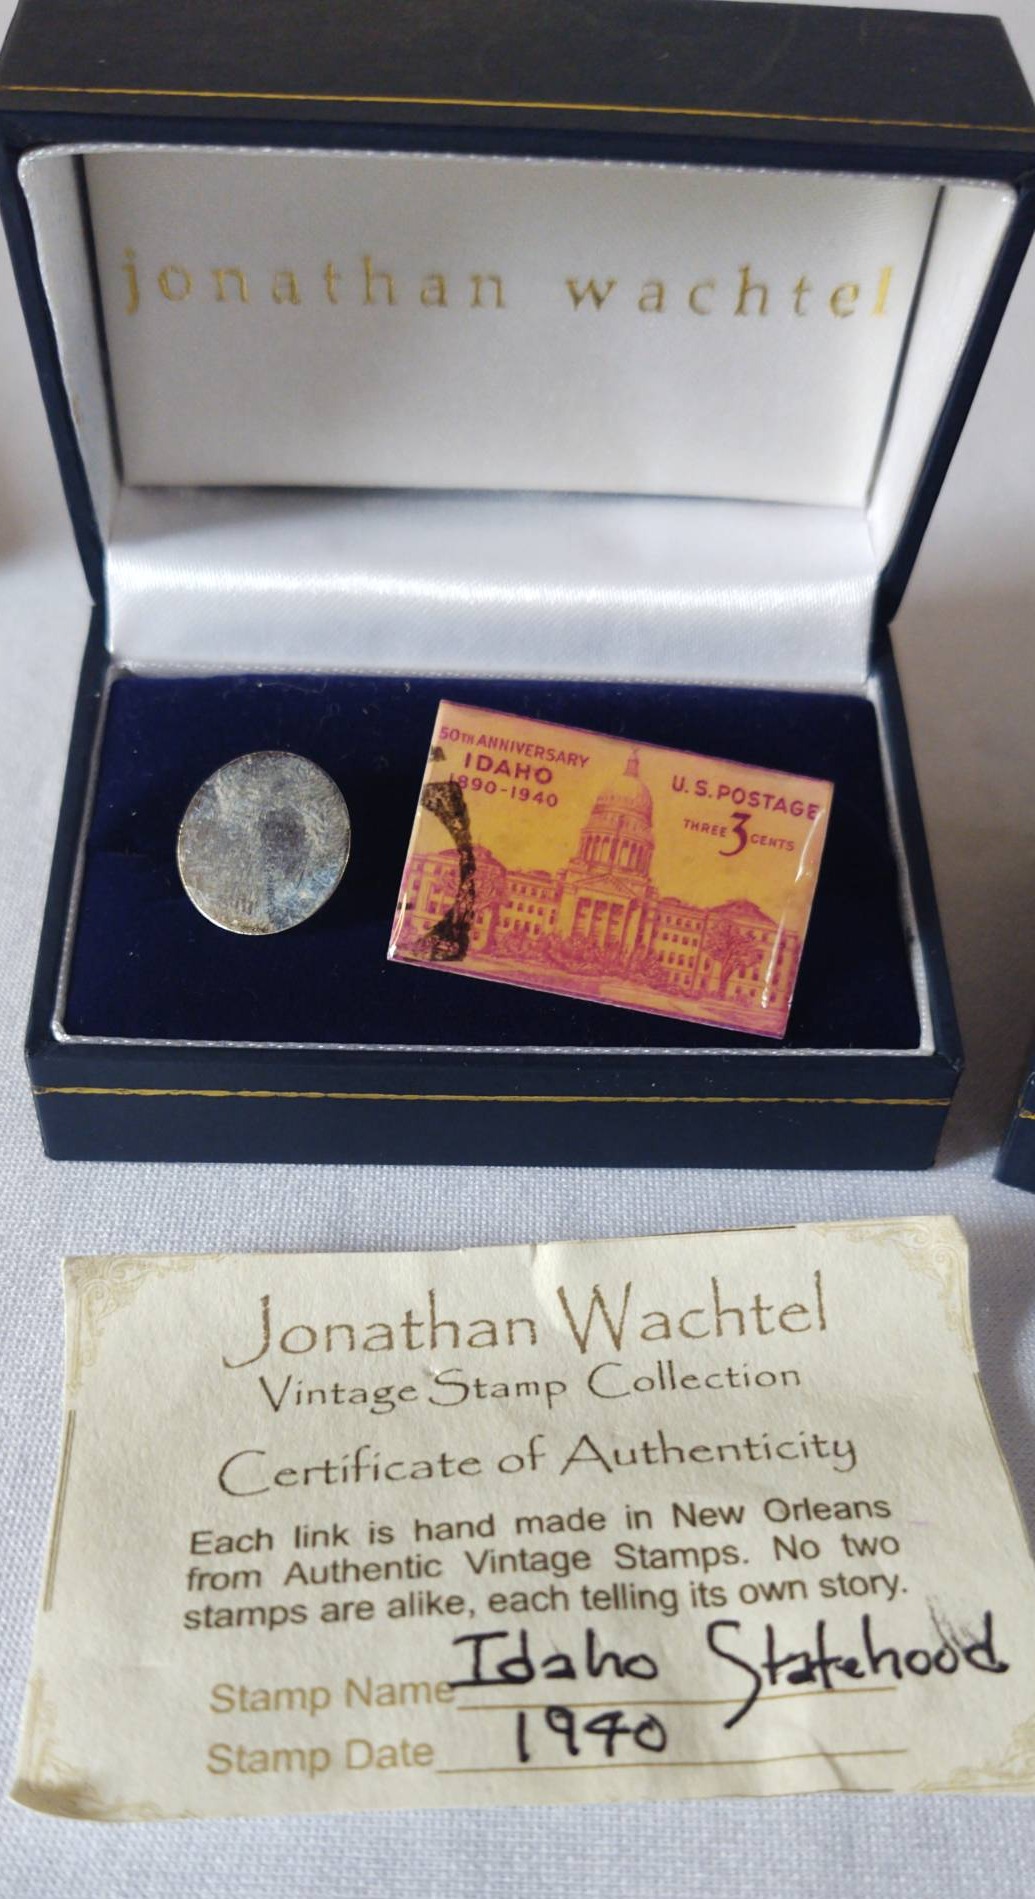 jonathan wachtel
50TH ANNIVERSARY
IDAHO
1890-1940
U.S. POSTAGE
THREE 3 CENTS
Jonathan Wachtel
Vintage Stamp Collection
Certificate of Authenticity
Each link is hand made in New Orleans
from Authentic Vintage Stamps. No two
stamps are alike, each telling its own story.
Stamp Name Idaho Statehood
Stamp Date 1940